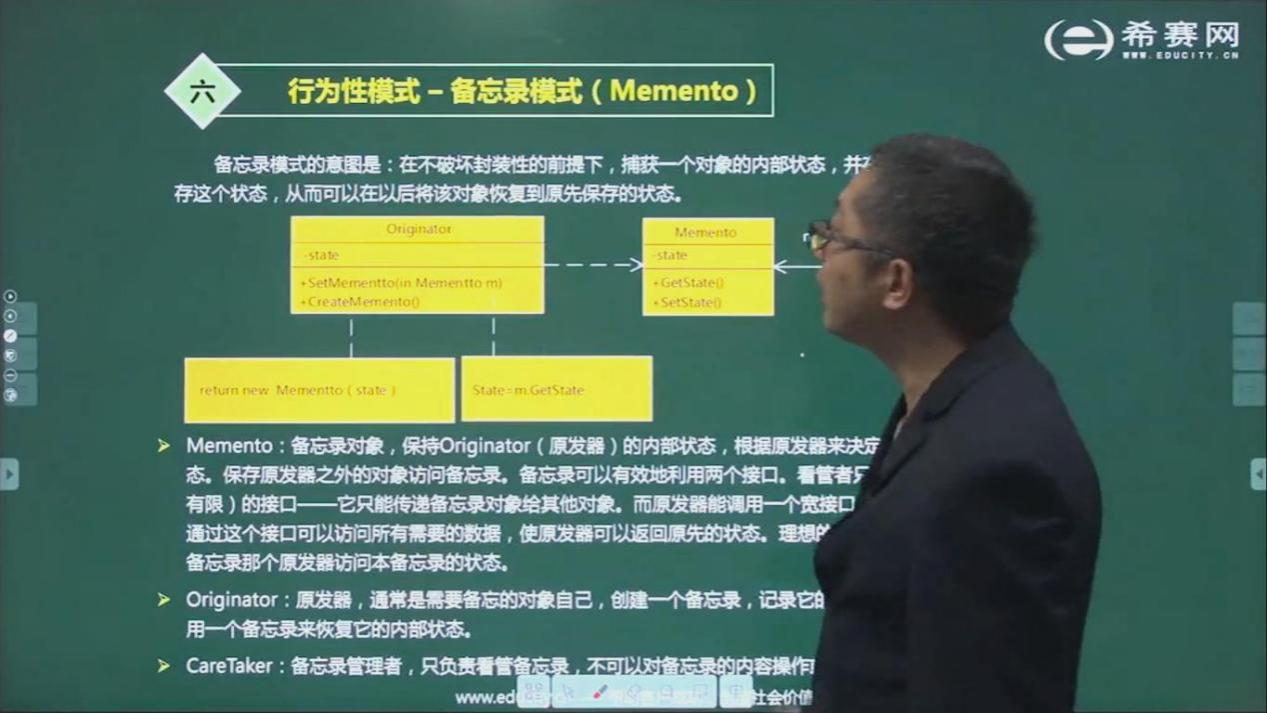 希赛网
WWW.EDUCITY.CN
六
行为性模式 – 备忘录模式（Memento）
备忘录模式的意图是：在不破坏封装性的前提下，捕获一个对象的内部状态，并
存这个状态，从而可以在以后将该对象恢复到原先保存的状态。
Originator
-state
+SetMementto(in Mementto m)
+CreateMemento()
Memento
-state
+GetState()
+SetState()
return new Mementto ( state )
State=m.GetState
Memento：备忘录对象，保持Originator（原发器）的内部状态，根据原发器来决定
态。保存原发器之外的对象访问备忘录。备忘录可以有效地利用两个接口。看管者只
有限）的接口——它只能传递备忘录对象给其他对象。而原发器能调用一个宽接口
通过这个接口可以访问所有需要的数据，使原发器可以返回原先的状态。理想的
备忘录那个原发器访问本备忘录的状态。
Originator：原发器，通常是需要备忘的对象自己，创建一个备忘录，记录它的
用一个备忘录来恢复它的内部状态。
CareTaker：备忘录管理者，只负责看管备忘录，不可以对备忘录的内容操作
社会价值